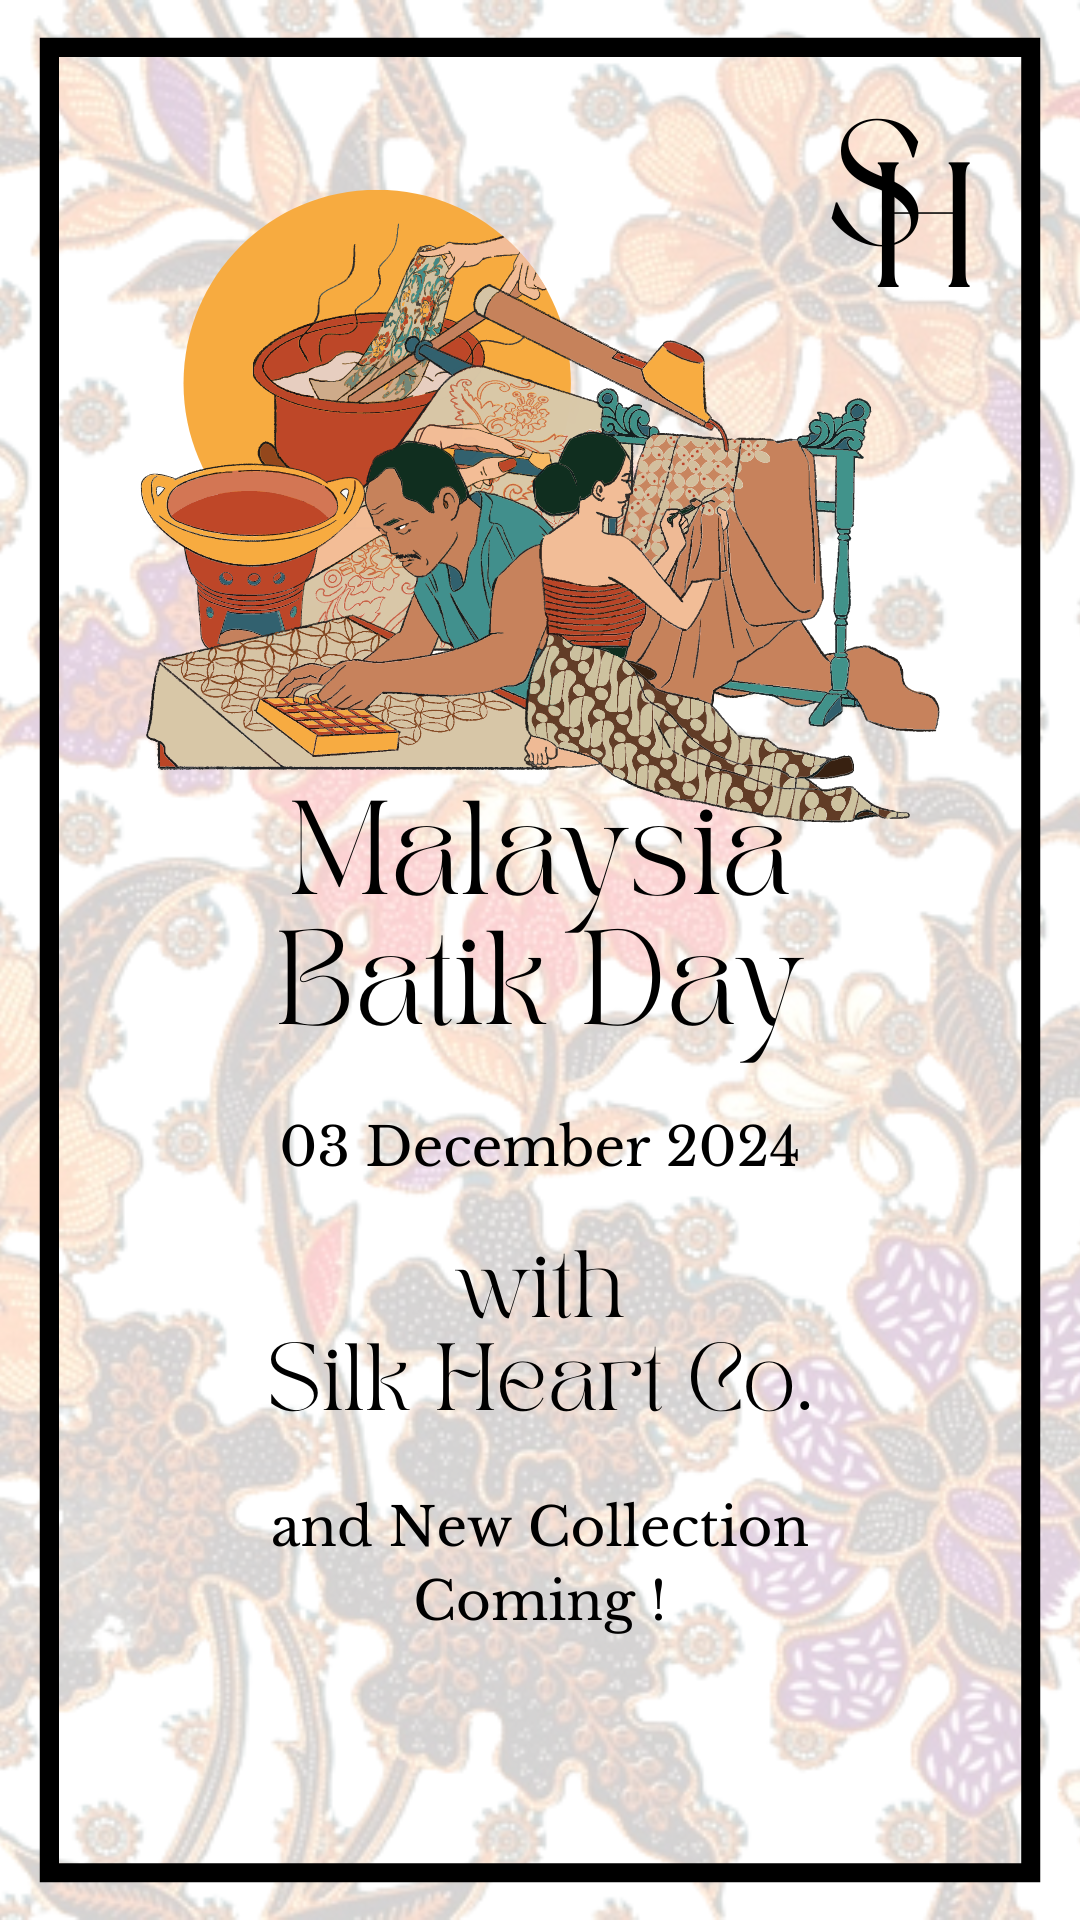 SH
Malaysia
Batik Day
03 December 2024
with
Silk Heart Co.
and New Collection
Coming !